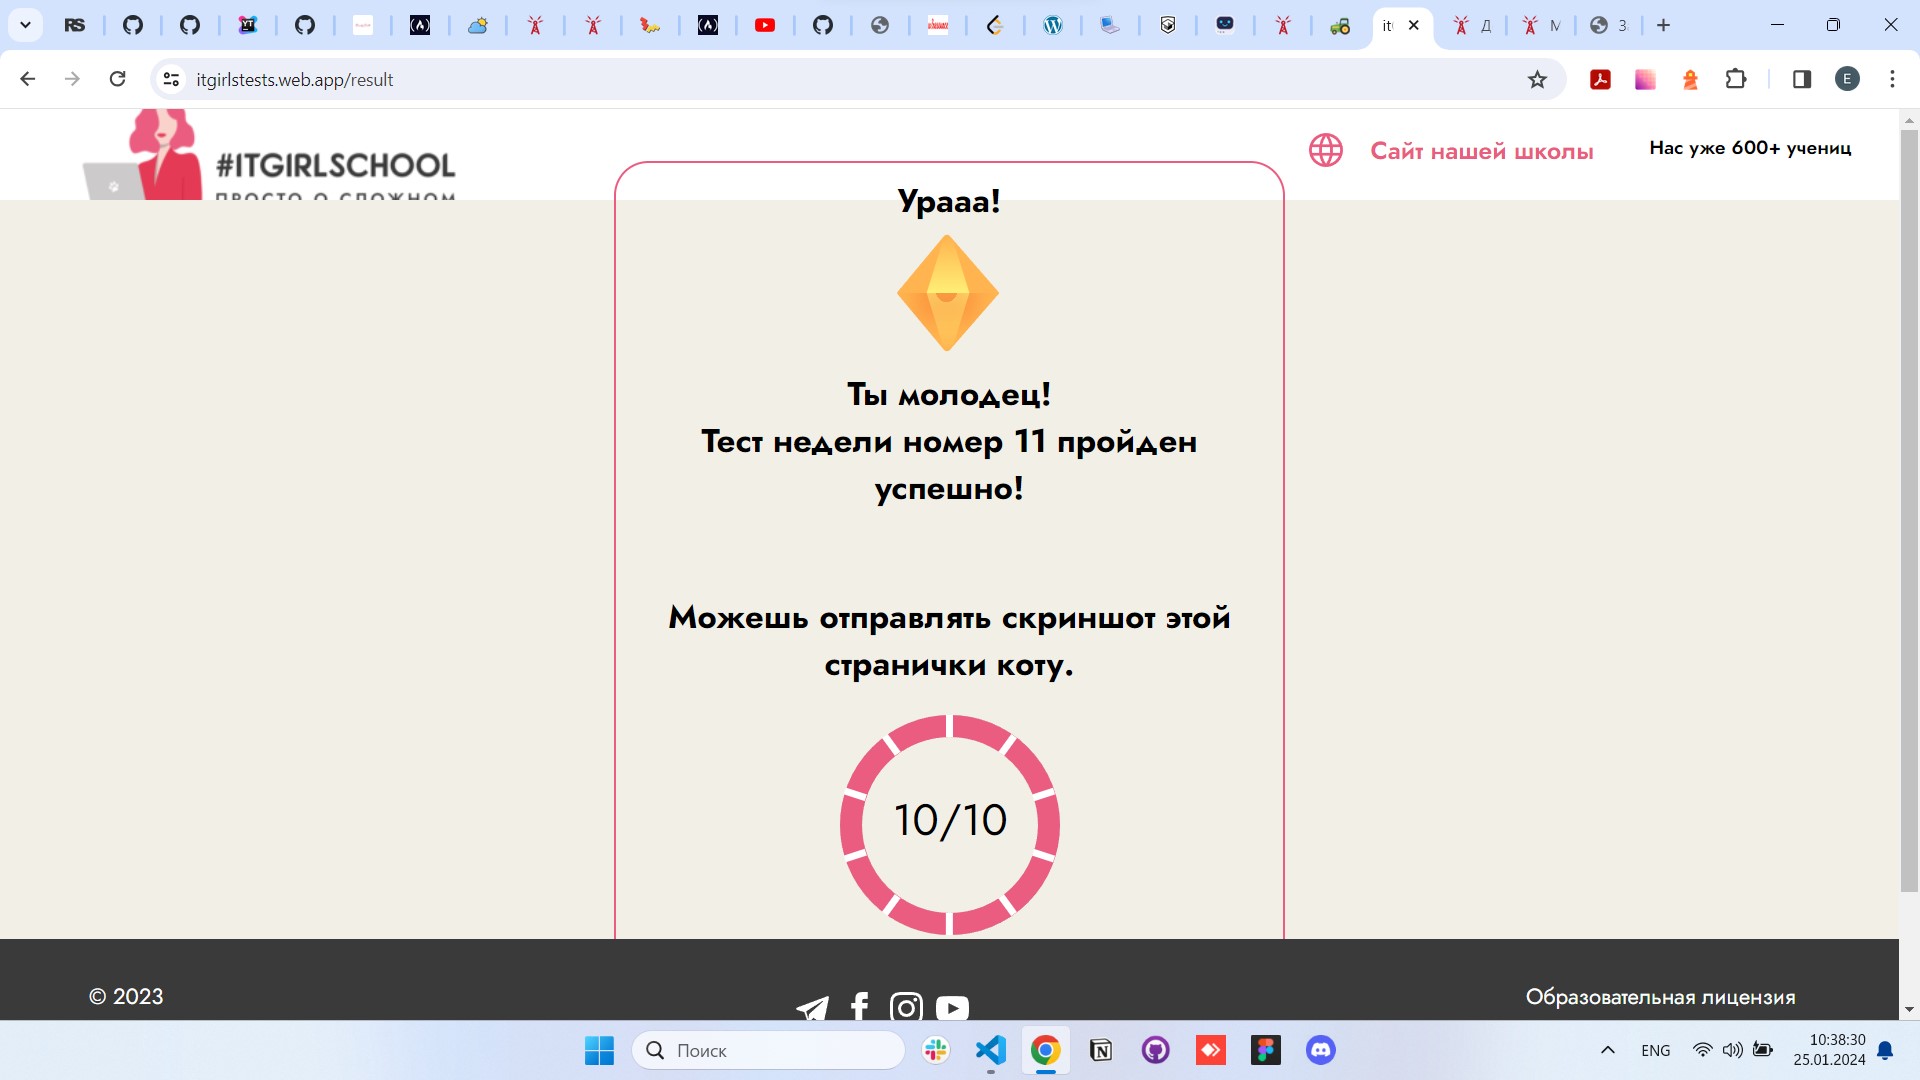 itgirlstests.web.app/result
#ITGIRLSCHOOL
ПРОСТО О СЛОЖНОМ
Сайт нашей школы
Нас уже 600+ учениц
Урааа!
Ты молодец!
Тест недели номер 11 пройден
успешно!
Можешь отправлять скриншот этой
странички коту.
10/10
© 2023
Образовательная лицензия
Поиск
ENG
10:38:30
25.01.2024